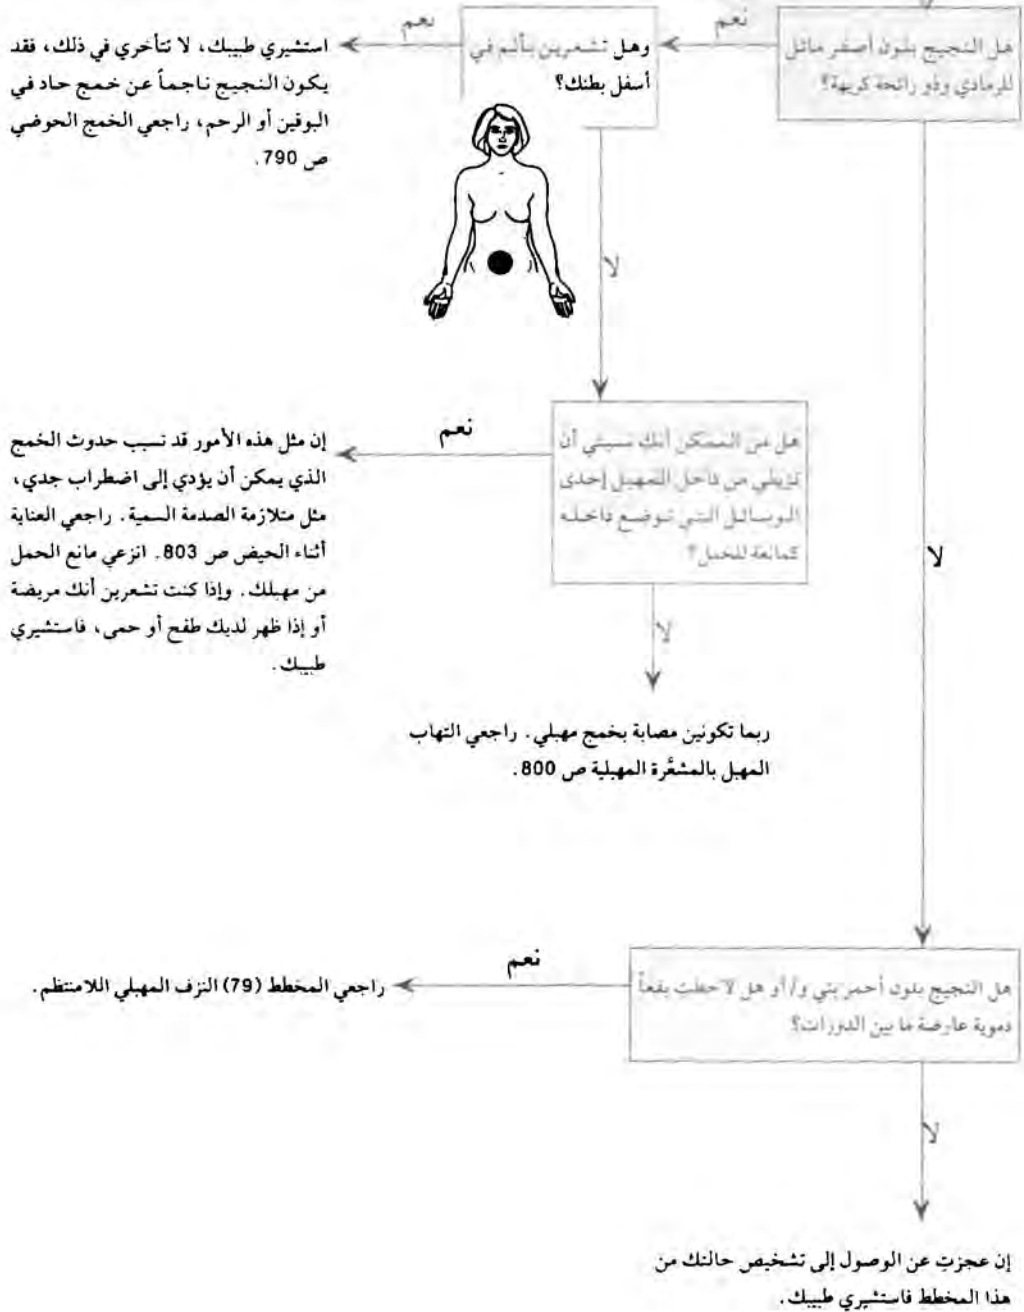 هل النجيج بلون أصفر مائل
للرمادي وذو رائحة كريهة؟
نعم
وهل تشعرين بألم في
أسفل بطنك؟
نعم
استشيري طبيبك، لا تتأخري في ذلك، فقد
يكون النجيج ناجماً عن خمج حاد في
البوقين أو الرحم، راجعي الخمج الحوضي
ص 790.
لا
هل من الممكن أنك نسيتي أن
تزيلي من داخل المهبل إحدى
الوسائل التي توضع داخله
كمانعة للحمل؟
نعم
إن مثل هذه الأمور قد تسبب حدوث الخمج
الذي يمكن أن يؤدي إلى اضطراب جدي،
مثل متلازمة الصدمة السمية. راجعي العناية
أثناء الحيض ص 803. انزعي مانع الحمل
من مهبلك. وإذا كنت تشعرين أنك مريضة
أو إذا ظهر لديك طفح أو حمى، فاستشيري
طبيبك.
لا
ربما تكونين مصابة بخمج مهبلي. راجعي التهاب
المهبل بالمشعَّرة المهبلية ص 800.
لا
هل النجيج بلون أحمر بني و/أو هل لاحظت بقعاً
دموية عارضة ما بين الدورات؟
نعم
راجعي المخطط (79) النزف المهبلي اللامنتظم.
لا
إن عجزتِ عن الوصول إلى تشخيص حالتك من
هذا المخطط فاستشيري طبيبك.